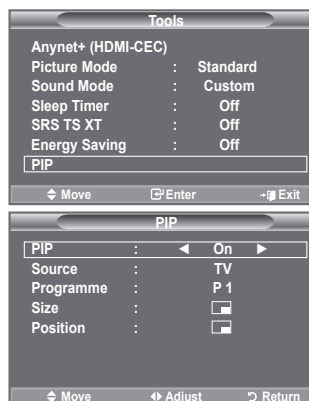 Tools
Anynet+ (HDMI-CEC)
Picture Mode : Standard
Sound Mode : Custom
Sleep Timer : Off
SRS TS XT : Off
Energy Saving : Off
PIP
Move Enter Exit
PIP
PIP : ◄ On ►
Source : TV
Programme : P 1
Size :
Position :
Move Adjust Return